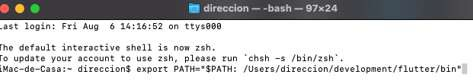 direccion — -bash — 97×24
Last login: Fri Aug  6 14:16:52 on ttys000
The default interactive shell is now zsh.
To update your account to use zsh, please run `chsh -s /bin/zsh`.
iMac-de-Casa:~ direccion$ export PATH="$PATH: /Users/direccion/development/flutter/bin"